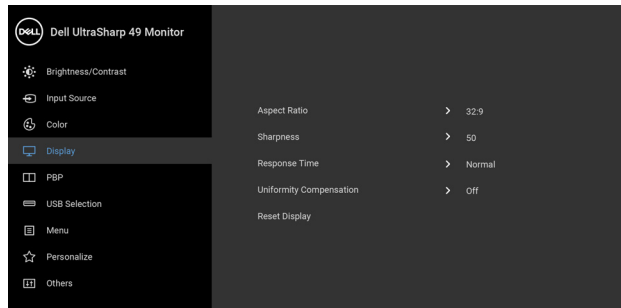 DELL Dell UltraSharp 49 Monitor
Brightness/Contrast
Input Source
Color
Display
PBP
USB Selection
Menu
Personalize
Others
Aspect Ratio > 32:9
Sharpness > 50
Response Time > Normal
Uniformity Compensation > Off
Reset Display